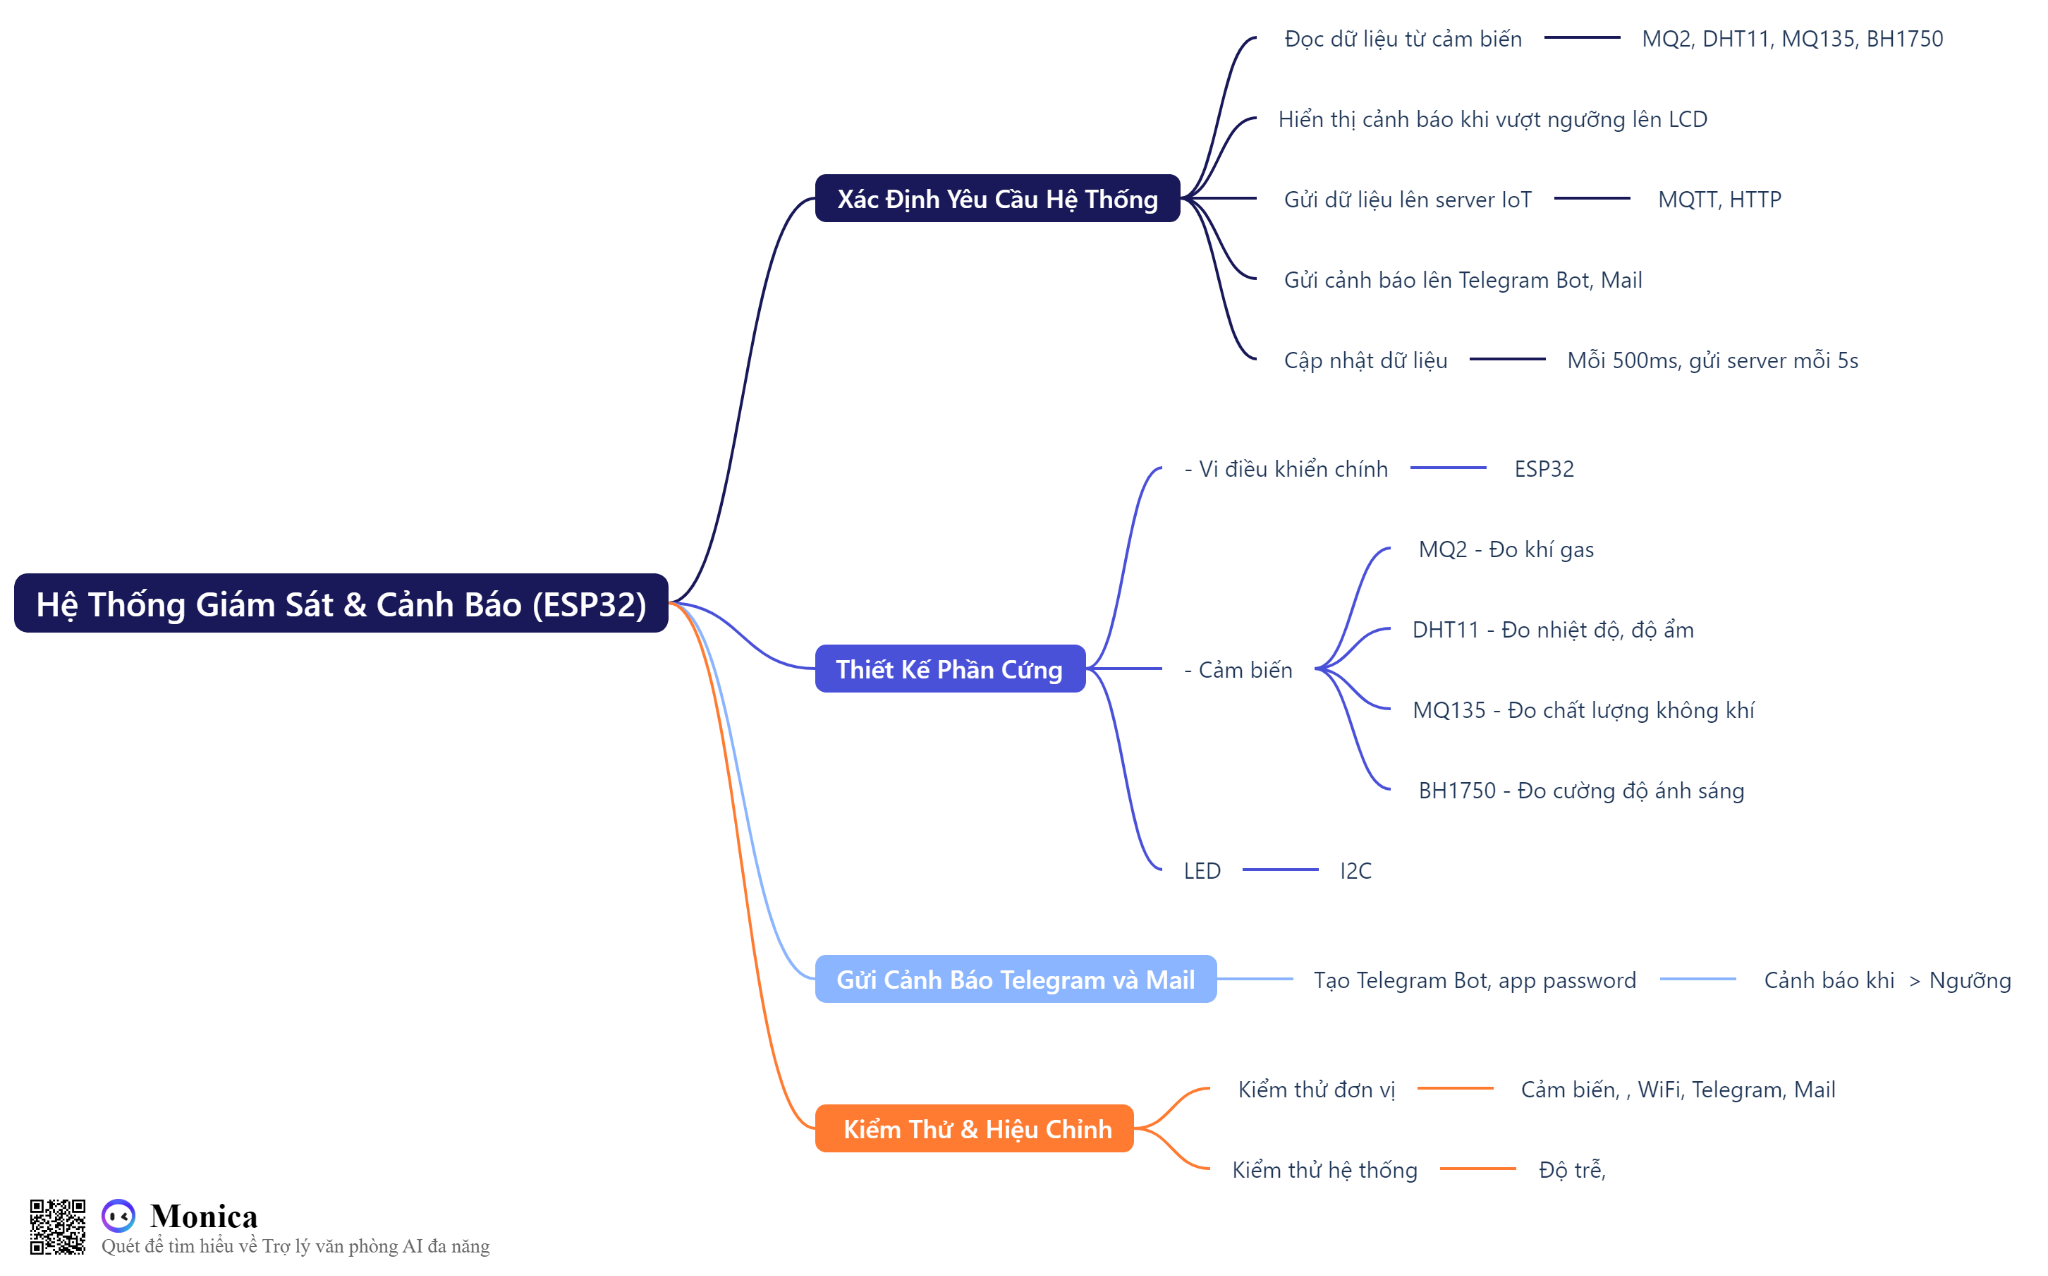 Hệ Thống Giám Sát & Cảnh Báo (ESP32)
Xác Định Yêu Cầu Hệ Thống
Đọc dữ liệu từ cảm biến
MQ2, DHT11, MQ135, BH1750
Hiển thị cảnh báo khi vượt ngưỡng lên LCD
Gửi dữ liệu lên server IoT
MQTT, HTTP
Gửi cảnh báo lên Telegram Bot, Mail
Cập nhật dữ liệu
Mỗi 500ms, gửi server mỗi 5s
Thiết Kế Phần Cứng
- Vi điều khiển chính
ESP32
- Cảm biến
MQ2 - Đo khí gas
DHT11 - Đo nhiệt độ, độ ẩm
MQ135 - Đo chất lượng không khí
BH1750 - Đo cường độ ánh sáng
LED
I2C
Gửi Cảnh Báo Telegram và Mail
Tạo Telegram Bot, app password
Cảnh báo khi  > Ngưỡng
Kiểm Thử & Hiệu Chỉnh
Kiểm thử đơn vị
Cảm biến, , WiFi, Telegram, Mail
Kiểm thử hệ thống
Độ trễ,
Monica
Quét để tìm hiểu về Trợ lý văn phòng AI đa năng